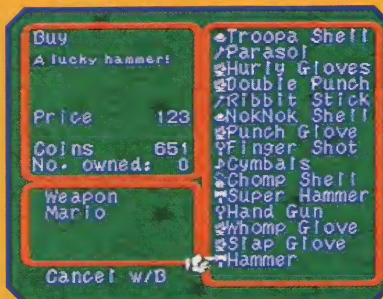 Buy
A lucky hammer!
Price 123
Coins 651
No. owned: 0
Weapon
Mario
Cancel w/B
Troopa Shell
Parasol
Hurly Gloves
Double Punch
Ribbit Stick
NokNok Shell
Punch Glove
Finger Shot
Cymbals
Chomp Shell
Super Hammer
Hand Gun
Whomp Glove
Slap Glove
Hammer